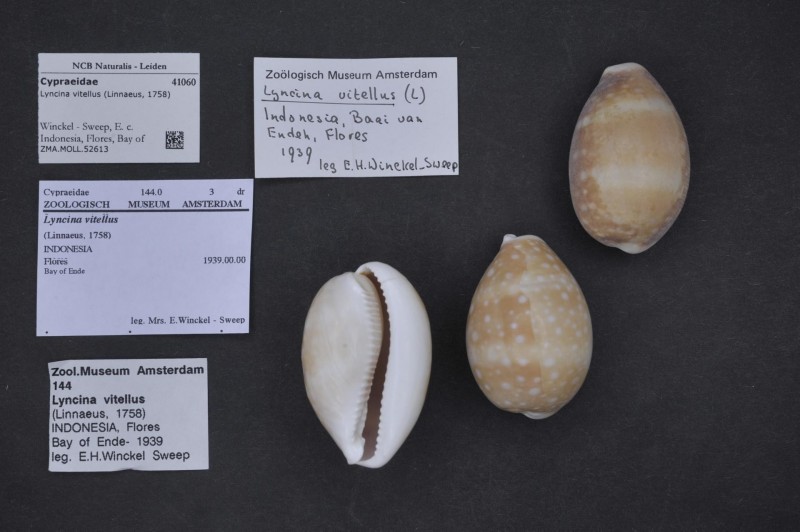 NCB Naturalis - Leiden
Cypraeidae 41060
Lyncina vitellus (Linnaeus, 1758)
Winckel - Sweep, E. c.
Indonesia, Flores, Bay of
ZMA.MOLL.52613
Zoölogisch Museum Amsterdam
Lyncina vitellus (L)
Indonesia, Baai van
Endeh, Flores
1939
leg E.H.Winckel-Sweep
Cypraeidae 144.0 3 dr
ZOOLOGISCH MUSEUM AMSTERDAM
Lyncina vitellus
(Linnaeus, 1758)
INDONESIA
Flores 1939.00.00
Bay of Ende
leg. Mrs. E.Winckel - Sweep
Zool.Museum Amsterdam
144
Lyncina vitellus
(Linnaeus, 1758)
INDONESIA, Flores
Bay of Ende- 1939
leg. E.H.Winckel Sweep